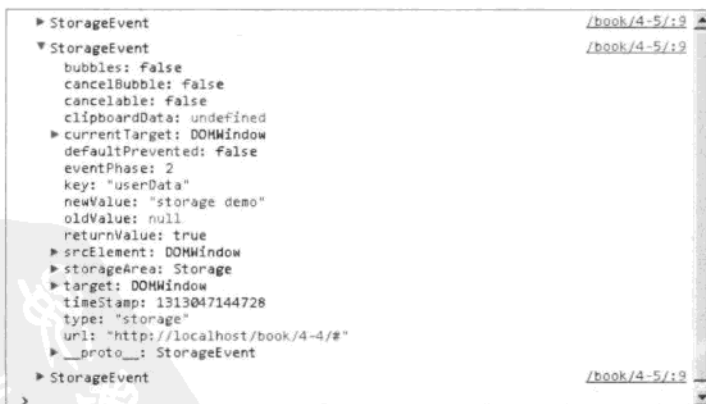 ▶ StorageEvent /book/4-5/:9
▼ StorageEvent /book/4-5/:9
bubbles: false
cancelBubble: false
cancelable: false
clipboardData: undefined
▶ currentTarget: DOMWindow
defaultPrevented: false
eventPhase: 2
key: "userData"
newValue: "storage demo"
oldValue: null
returnValue: true
▶ srcElement: DOMWindow
▶ storageArea: Storage
▶ target: DOMWindow
timeStamp: 1313047144728
type: "storage"
url: "http://localhost/book/4-4/#"
▶ __proto__: StorageEvent
▶ StorageEvent /book/4-5/:9
>